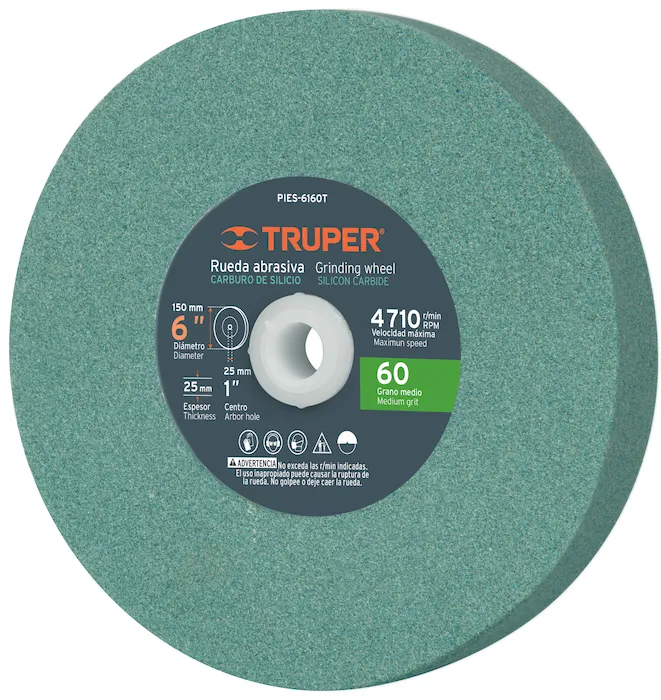 PIES-6160T
TRUPER®
Rueda abrasiva Grinding wheel
CARBURO DE SILICIO SILICON CARBIDE
150 mm
6"
Diámetro
Diameter
25 mm
Espesor
Thickness
25 mm
1"
Centro
Arbor hole
4 710 r/min
RPM
Velocidad máxima
Maximun speed
60
Grano medio
Medium grit
ADVERTENCIA No exceda las r/min indicadas.
El uso inapropiado puede causar la ruptura de
la rueda. No golpee o deje caer la rueda.